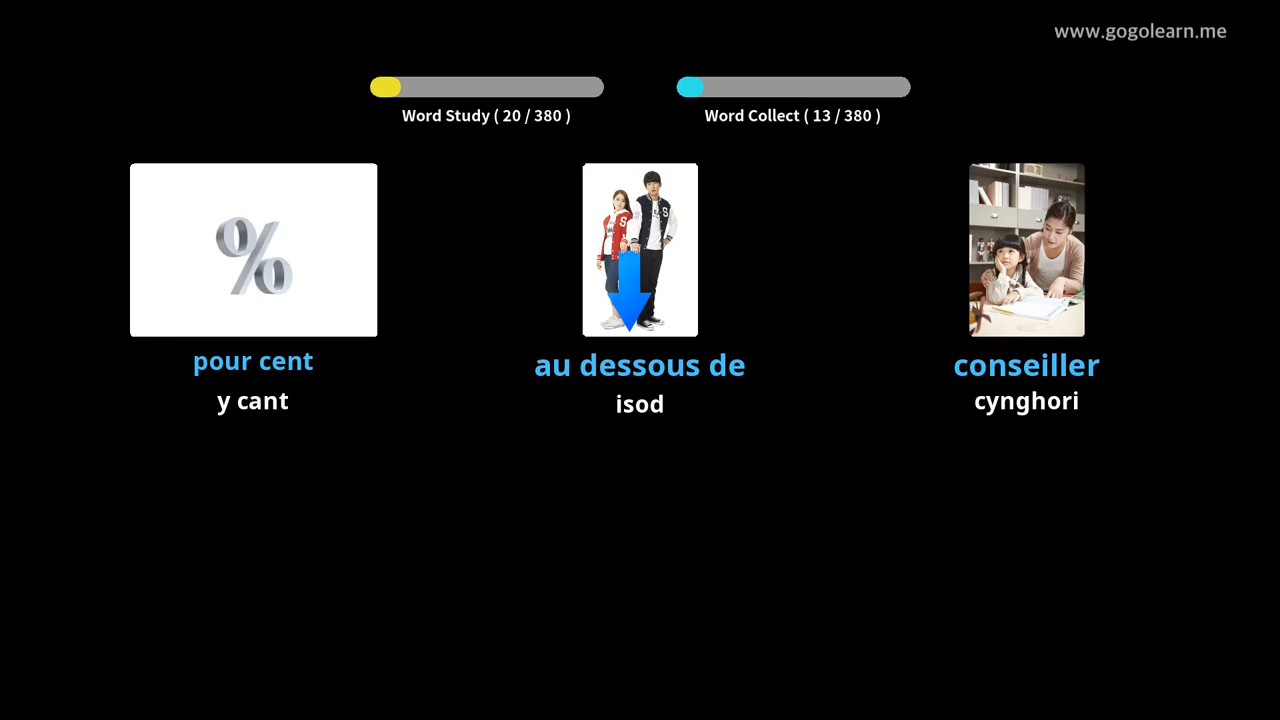 www.gogolearn.me
Word Study ( 20 / 380 )
Word Collect ( 13 / 380 )
%
S
S
pour cent
au dessous de
conseiller
y cant
isod
cynghori